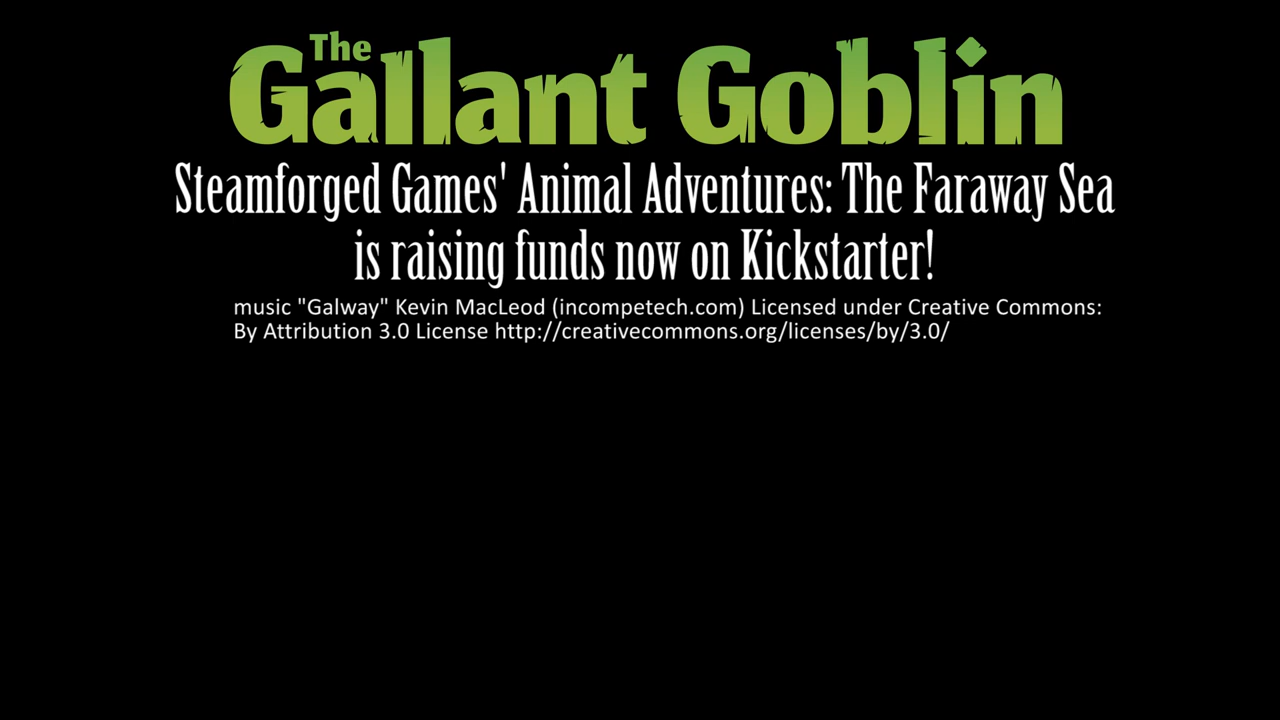 The
Gallant Goblin
Steamforged Games' Animal Adventures: The Faraway Sea
is raising funds now on Kickstarter!
music "Galway" Kevin MacLeod (incompetech.com) Licensed under Creative Commons:
By Attribution 3.0 License http://creativecommons.org/licenses/by/3.0/